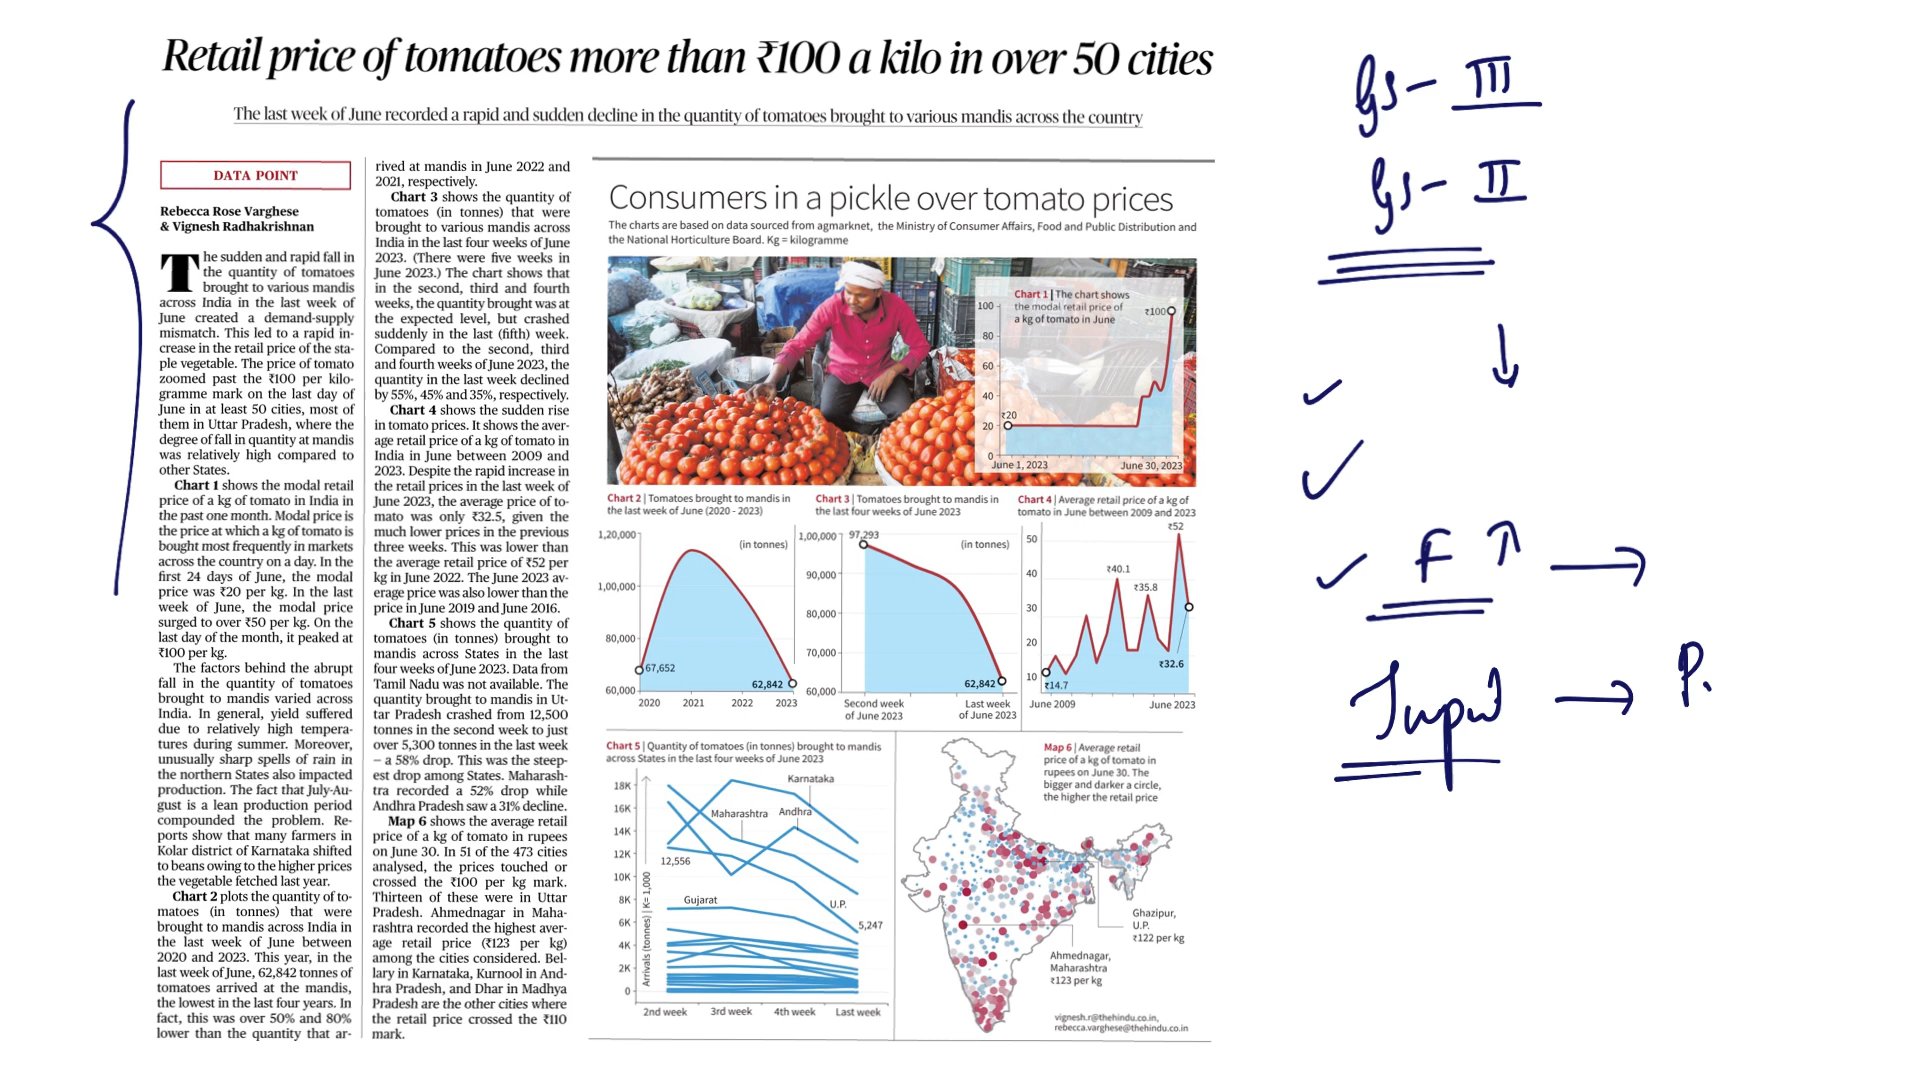 Retail price of tomatoes more than ₹100 a kilo in over 50 cities
The last week of June recorded a rapid and sudden decline in the quantity of tomatoes brought to various mandis across the country
DATA POINT
Rebecca Rose Varghese
& Vignesh Radhakrishnan
The sudden and rapid fall in
the quantity of tomatoes
brought to various mandis
across India in the last week of
June created a demand-supply
mismatch. This led to a rapid in-
crease in the retail price of the sta-
ple vegetable. The price of tomato
zoomed past the ₹100 per kilo-
gramme mark on the last day of
June in at least 50 cities, most of
them in Uttar Pradesh, where the
degree of fall in quantity at mandis
was relatively high compared to
other States.
Chart 1 shows the modal retail
price of a kg of tomato in India in
the past one month. Modal price is
the price at which a kg of tomato is
bought most frequently in markets
across the country on a day. In the
first 24 days of June, the modal
price was ₹20 per kg. In the last
week of June, the modal price
surged to over ₹50 per kg. On the
last day of the month, it peaked at
₹100 per kg.
The factors behind the abrupt
fall in the quantity of tomatoes
brought to mandis varied across
India. In general, yield suffered
due to relatively high tempera-
tures during summer. Moreover,
unusually sharp spells of rain in
the northern States also impacted
production. The fact that July-Au-
gust is a lean production period
compounded the problem. Re-
ports show that many farmers in
Kolar district of Karnataka shifted
to beans owing to the higher prices
the vegetable fetched last year.
Chart 2 plots the quantity of to-
matoes (in tonnes) that were
brought to mandis across India in
the last week of June between
2020 and 2023. This year, in the
last week of June, 62,842 tonnes of
tomatoes arrived at the mandis,
the lowest in the last four years. In
fact, this was over 50% and 80%
lower than the quantity that ar-
rived at mandis in June 2022 and
2021, respectively.
Chart 3 shows the quantity of
tomatoes (in tonnes) that were
brought to various mandis across
India in the last four weeks of June
2023. (There were five weeks in
June 2023.) The chart shows that
in the second, third and fourth
weeks, the quantity brought was at
the expected level, but crashed
suddenly in the last (fifth) week.
Compared to the second, third
and fourth weeks of June 2023, the
quantity in the last week declined
by 55%, 45% and 35%, respectively.
Chart 4 shows the sudden rise
in tomato prices. It shows the aver-
age retail price of a kg of tomato in
India in June between 2009 and
2023. Despite the rapid increase in
the retail prices in the last week of
June 2023, the average price of to-
mato was only ₹32.5, given the
much lower prices in the previous
three weeks. This was lower than
the average retail price of ₹52 per
kg in June 2022. The June 2023 av-
erage price was also lower than the
price in June 2019 and June 2016.
Chart 5 shows the quantity of
tomatoes (in tonnes) brought to
mandis across States in the last
four weeks of June 2023. Data from
Tamil Nadu was not available. The
quantity brought to mandis in Ut-
tar Pradesh crashed from 12,500
tonnes in the second week to just
over 5,300 tonnes in the last week
– a 58% drop. This was the steep-
est drop among States. Maharash-
tra recorded a 52% drop while
Andhra Pradesh saw a 31% decline.
Map 6 shows the average retail
price of a kg of tomato in rupees
on June 30. In 51 of the 473 cities
analysed, the prices touched or
crossed the ₹100 per kg mark.
Thirteen of these were in Uttar
Pradesh. Ahmednagar in Maha-
rashtra recorded the highest aver-
age retail price (₹123 per kg)
among the cities considered. Bel-
lary in Karnataka, Kurnool in And-
hra Pradesh, and Dhar in Madhya
Pradesh are the other cities where
the retail price crossed the ₹110
mark.
Consumers in a pickle over tomato prices
The charts are based on data sourced from agmarknet, the Ministry of Consumer Affairs, Food and Public Distribution and
the National Horticulture Board. Kg = kilogramme
Chart 1 | The chart shows
the modal retail price of
a kg of tomato in June
100
80
60
40
20
0
₹20
₹100
June 1, 2023
June 30, 2023
Chart 2 | Tomatoes brought to mandis in
the last week of June (2020 - 2023)
(in tonnes)
1,20,000
1,00,000
80,000
60,000
67,652
62,842
2020
2021
2022
2023
Chart 3 | Tomatoes brought to mandis in
the last four weeks of June 2023
(in tonnes)
1,00,000
90,000
80,000
70,000
60,000
97,293
62,842
Second week
of June 2023
Last week
of June 2023
Chart 4 | Average retail price of a kg of
tomato in June between 2009 and 2023
50
40
30
20
10
₹14.7
₹40.1
₹35.8
₹52
₹32.6
June 2009
June 2023
Chart 5 | Quantity of tomatoes (in tonnes) brought to mandis
across States in the last four weeks of June 2023
Arrivals (tonnes) | K= 1,000
18K
16K
14K
12K
10K
8K
6K
4K
2K
0
Karnataka
Maharashtra
Andhra
12,556
Gujarat
U.P.
5,247
2nd week
3rd week
4th week
Last week
Map 6 | Average retail
price of a kg of tomato in
rupees on June 30. The
bigger and darker a circle,
the higher the retail price
Ghazipur,
U.P.
₹122 per kg
Ahmednagar,
Maharashtra
₹123 per kg
vignesh.r@thehindu.co.in,
rebecca.varghese@thehindu.co.in
GS- III
GS- II
F ↑ →
Input → P.